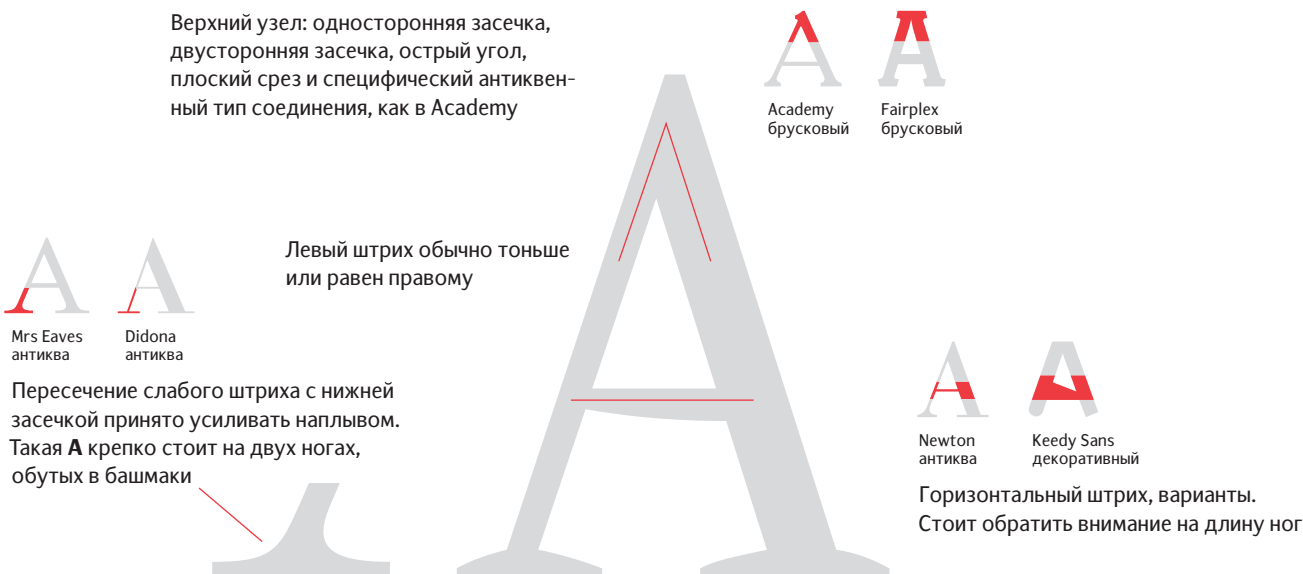 Верхний узел: односторонняя засечка,
двусторонняя засечка, острый угол,
плоский срез и специфический антиквен-
ный тип соединения, как в Academy
Academy
брусковый
Fairplex
брусковый
Левый штрих обычно тоньше
или равен правому
Mrs Eaves
антиква
Didona
антиква
Пересечение слабого штриха с нижней
засечкой принято усиливать наплывом.
Такая А крепко стоит на двух ногах,
обутых в башмаки
Newton
антиква
Keedy Sans
декоративный
Горизонтальный штрих, варианты.
Стоит обратить внимание на длину ног